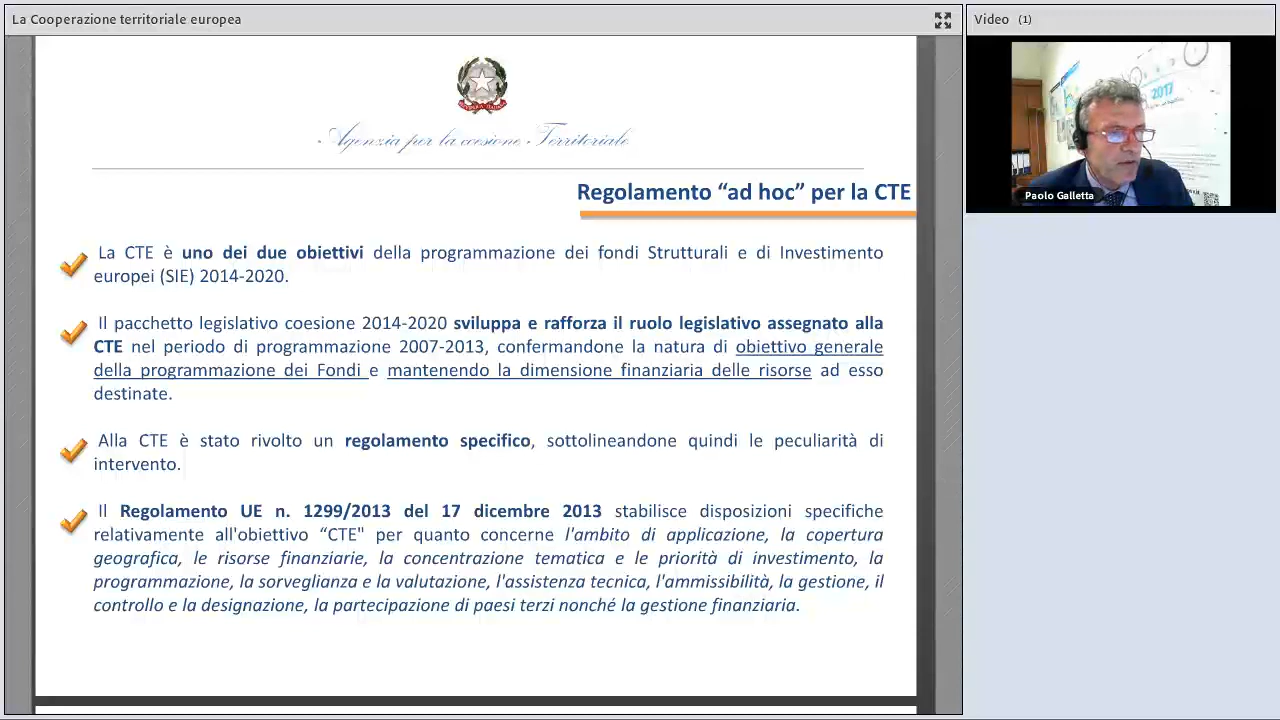 La Cooperazione territoriale europea
Video (1)
2017
Paolo Galletta
Agenzia per la coesione Territoriale
Regolamento “ad hoc” per la CTE
La CTE è uno dei due obiettivi della programmazione dei fondi Strutturali e di Investimento
europei (SIE) 2014-2020.
Il pacchetto legislativo coesione 2014-2020 sviluppa e rafforza il ruolo legislativo assegnato alla
CTE nel periodo di programmazione 2007-2013, confermandone la natura di obiettivo generale
della programmazione dei Fondi e mantenendo la dimensione finanziaria delle risorse ad esso
destinate.
Alla CTE è stato rivolto un regolamento specifico, sottolineandone quindi le peculiarità di
intervento.
Il Regolamento UE n. 1299/2013 del 17 dicembre 2013 stabilisce disposizioni specifiche
relativamente all'obiettivo “CTE" per quanto concerne l'ambito di applicazione, la copertura
geografica, le risorse finanziarie, la concentrazione tematica e le priorità di investimento, la
programmazione, la sorveglianza e la valutazione, l'assistenza tecnica, l'ammissibilità, la gestione, il
controllo e la designazione, la partecipazione di paesi terzi nonché la gestione finanziaria.